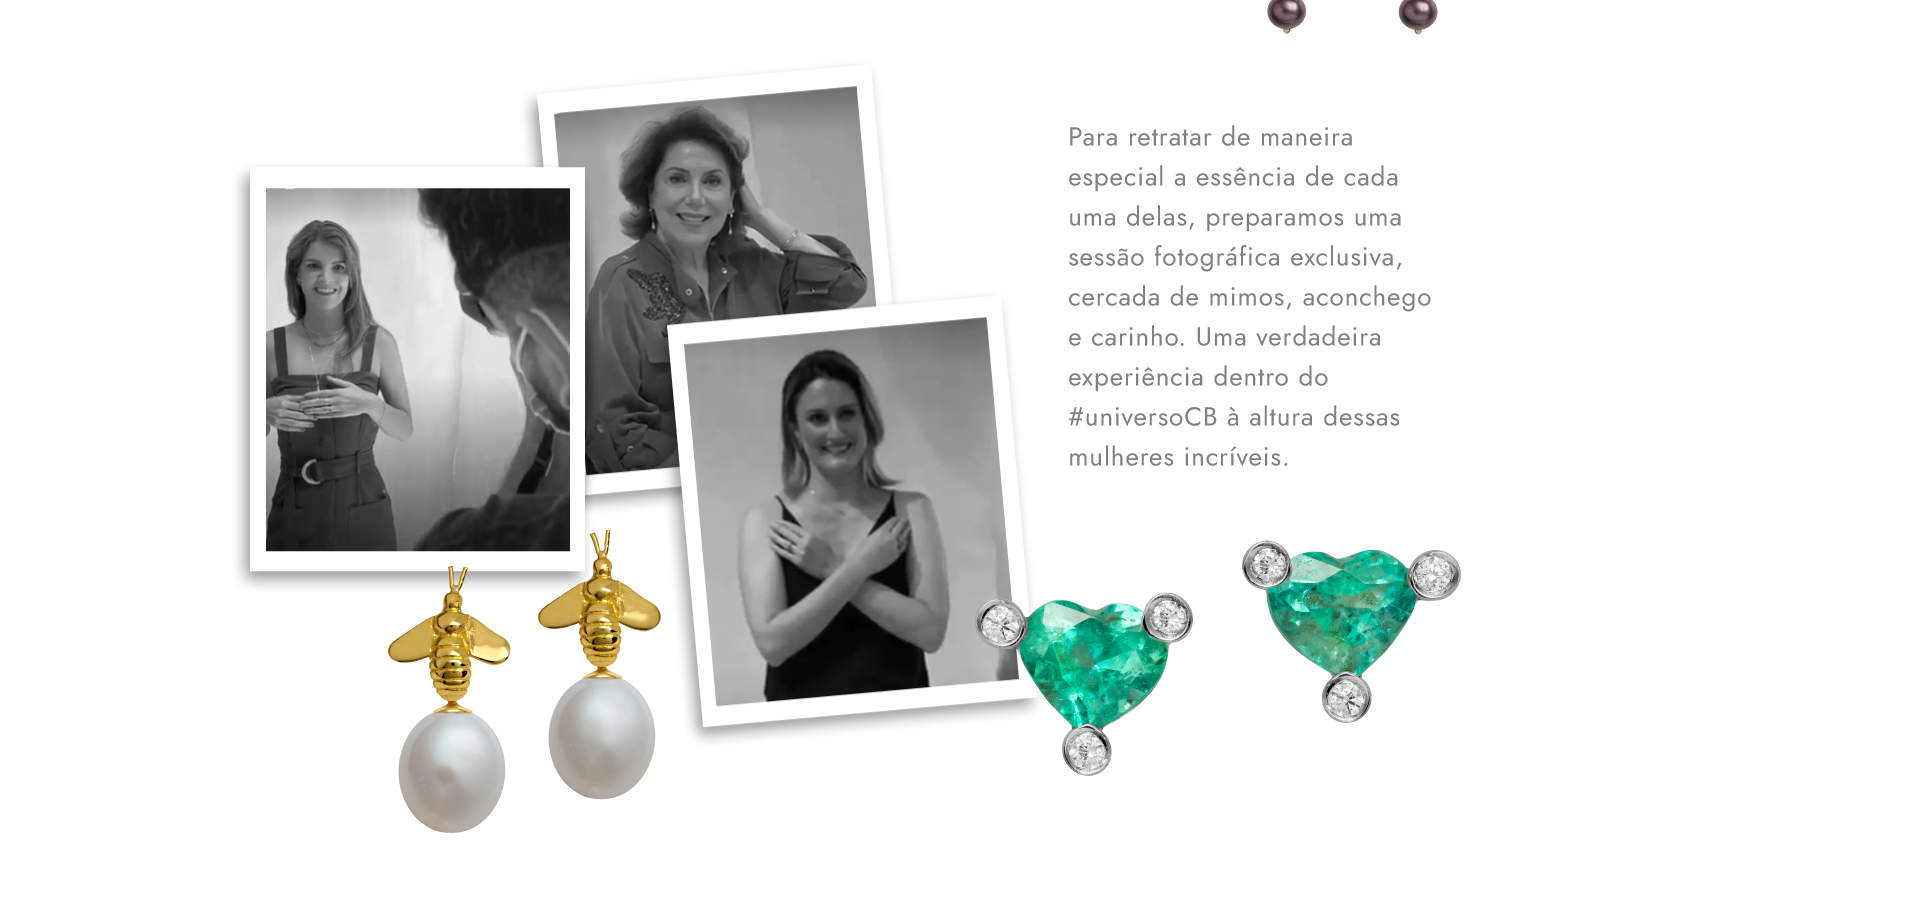 Para retratar de maneira
especial a essência de cada
uma delas, preparamos uma
sessão fotográfica exclusiva,
cercada de mimos, aconchego
e carinho. Uma verdadeira
experiência dentro do
#universoCB à altura dessas
mulheres incríveis.